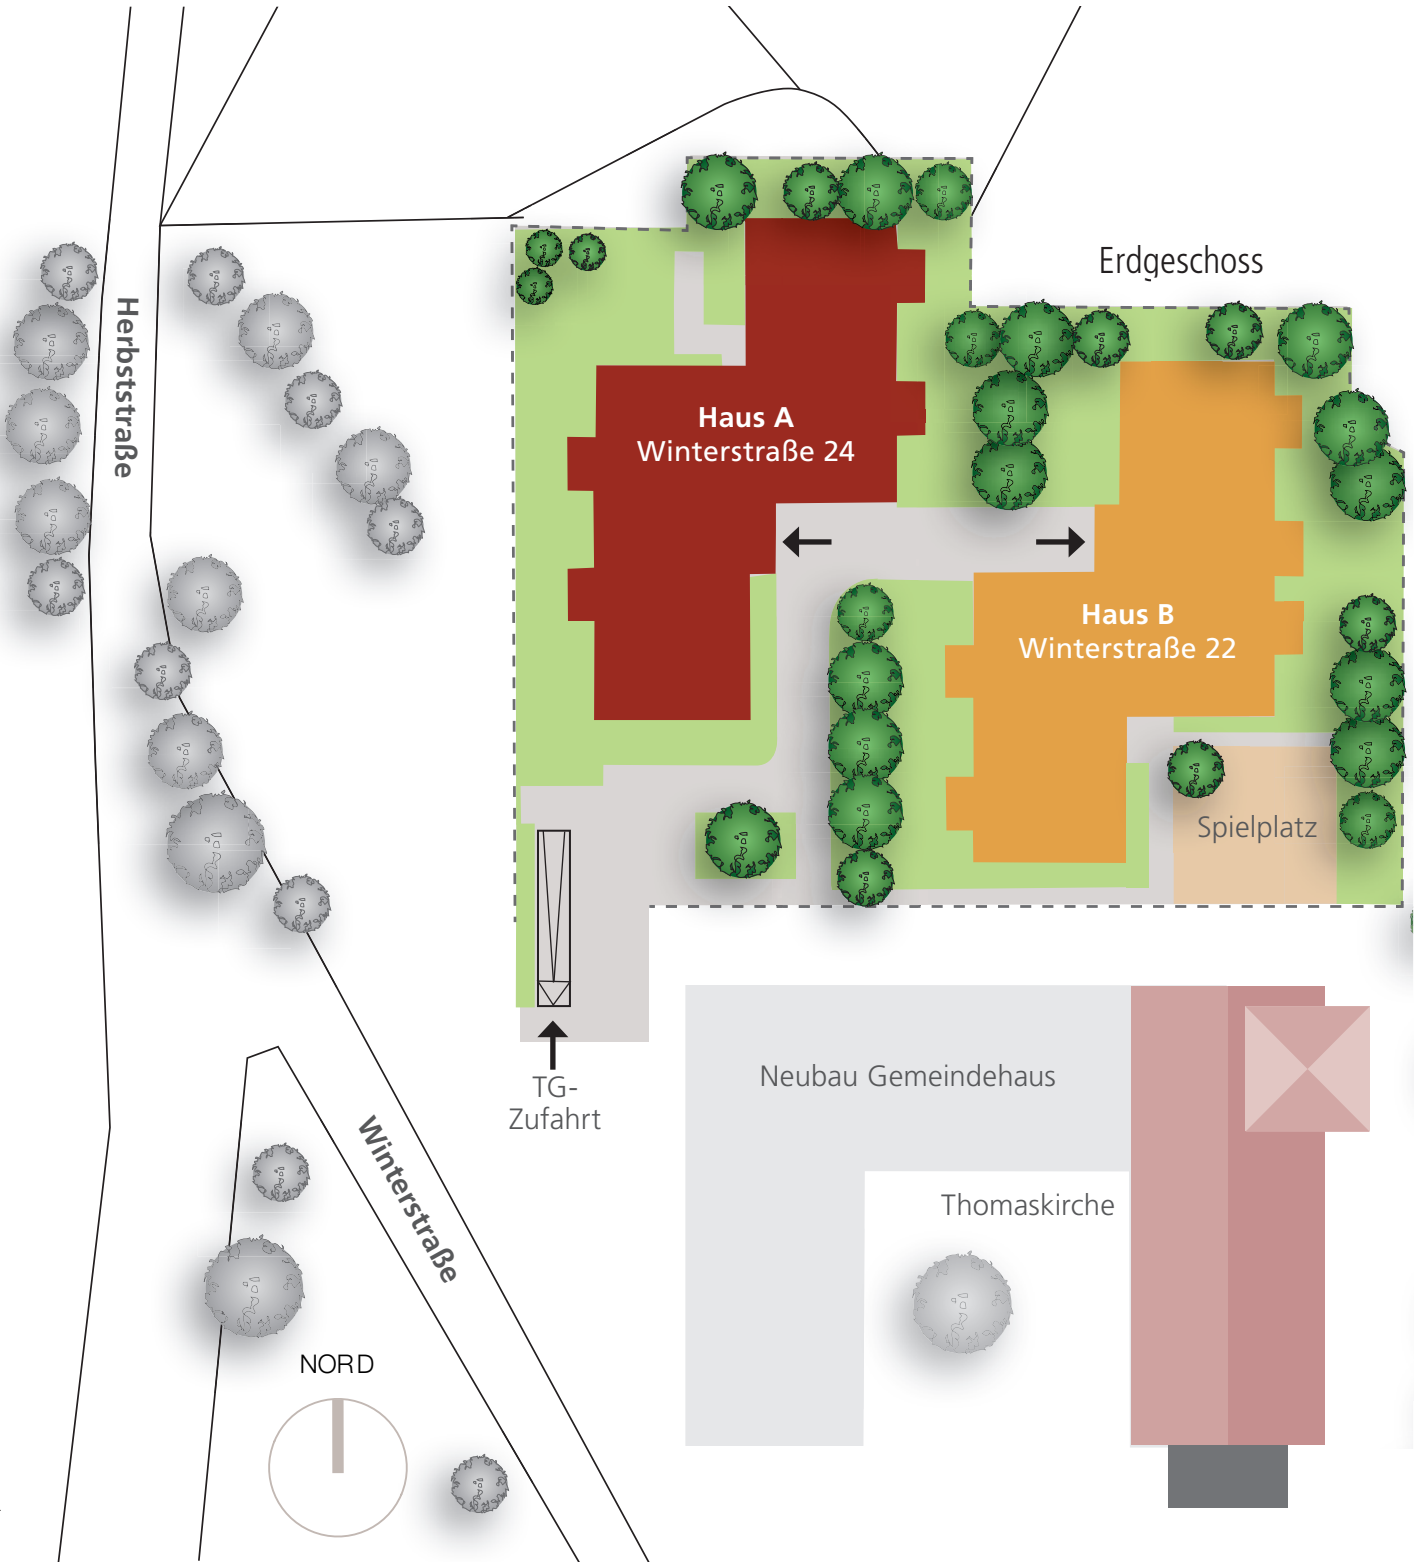 Erdgeschoss
Herbststraße
Haus A
Winterstraße 24
Haus B
Winterstraße 22
Spielplatz
TG-
Zufahrt
Neubau Gemeindehaus
Thomaskirche
Winterstraße
NORD